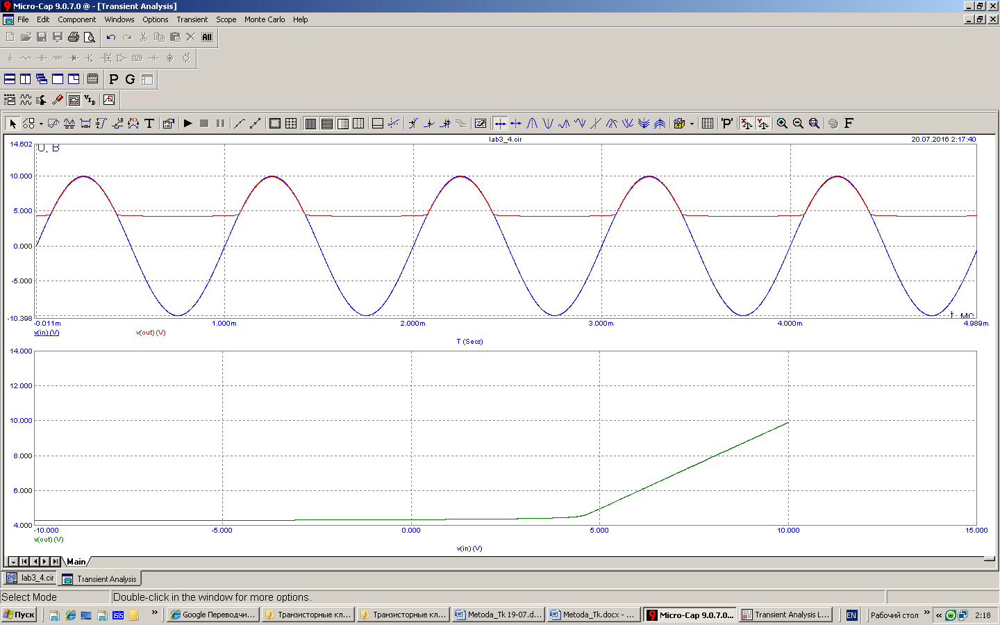 Micro-Cap 9.0.7.0 @ - [Transient Analysis]
File Edit Component Windows Options Transient Scope Monte Carlo Help
P G
T 'P' F
lab3_4.cir 20.07.2016 2:17:40
14.602
U, В
10.000
5.000
0.000
-5.000
-10.398
t мс
-0.011m 1.000m 2.000m 3.000m 4.000m 4.989m
v(in) (V) v(out) (V)
T (Secs)
14.000
12.000
10.000
8.000
6.000
4.000
-10.000 -5.000 0.000 5.000 10.000 15.000
v(out) (V)
v(in) (V)
Main
lab3_4.cir Transient Analysis
Select Mode Double-click in the window for more options.
Пуск ISIS » Google Переводчи... Транзисторные кл... Транзисторные кл... Metoda_Tk 19-07.d... Metoda_Tk.docx - ... Micro-Cap 9.0.7.0... Transient Analysis L... EN Рабочий стол » « 2:18